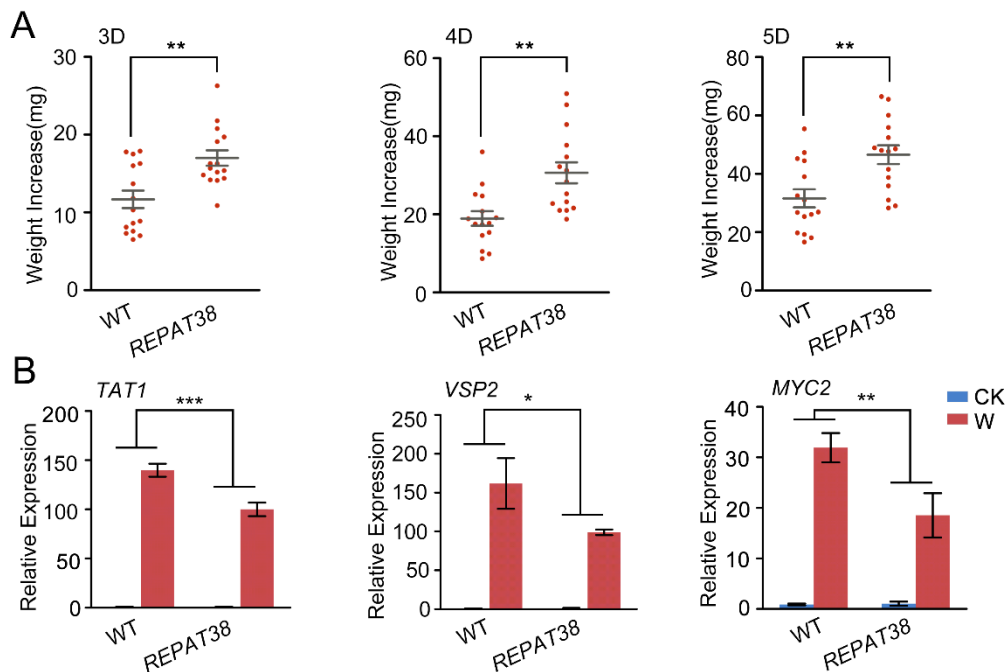 A
3D
**
Weight Increase(mg)
30
20
10
0
WT
REPAT38
4D
**
Weight Increase(mg)
60
40
20
0
WT
REPAT38
5D
**
Weight Increase(mg)
80
60
40
20
0
WT
REPAT38
B
TAT1
***
Relative Expression
200
150
100
50
0
WT
REPAT38
VSP2
*
Relative Expression
250
200
150
100
50
0
WT
REPAT38
MYC2
**
Relative Expression
40
30
20
10
0
WT
REPAT38
CK
W